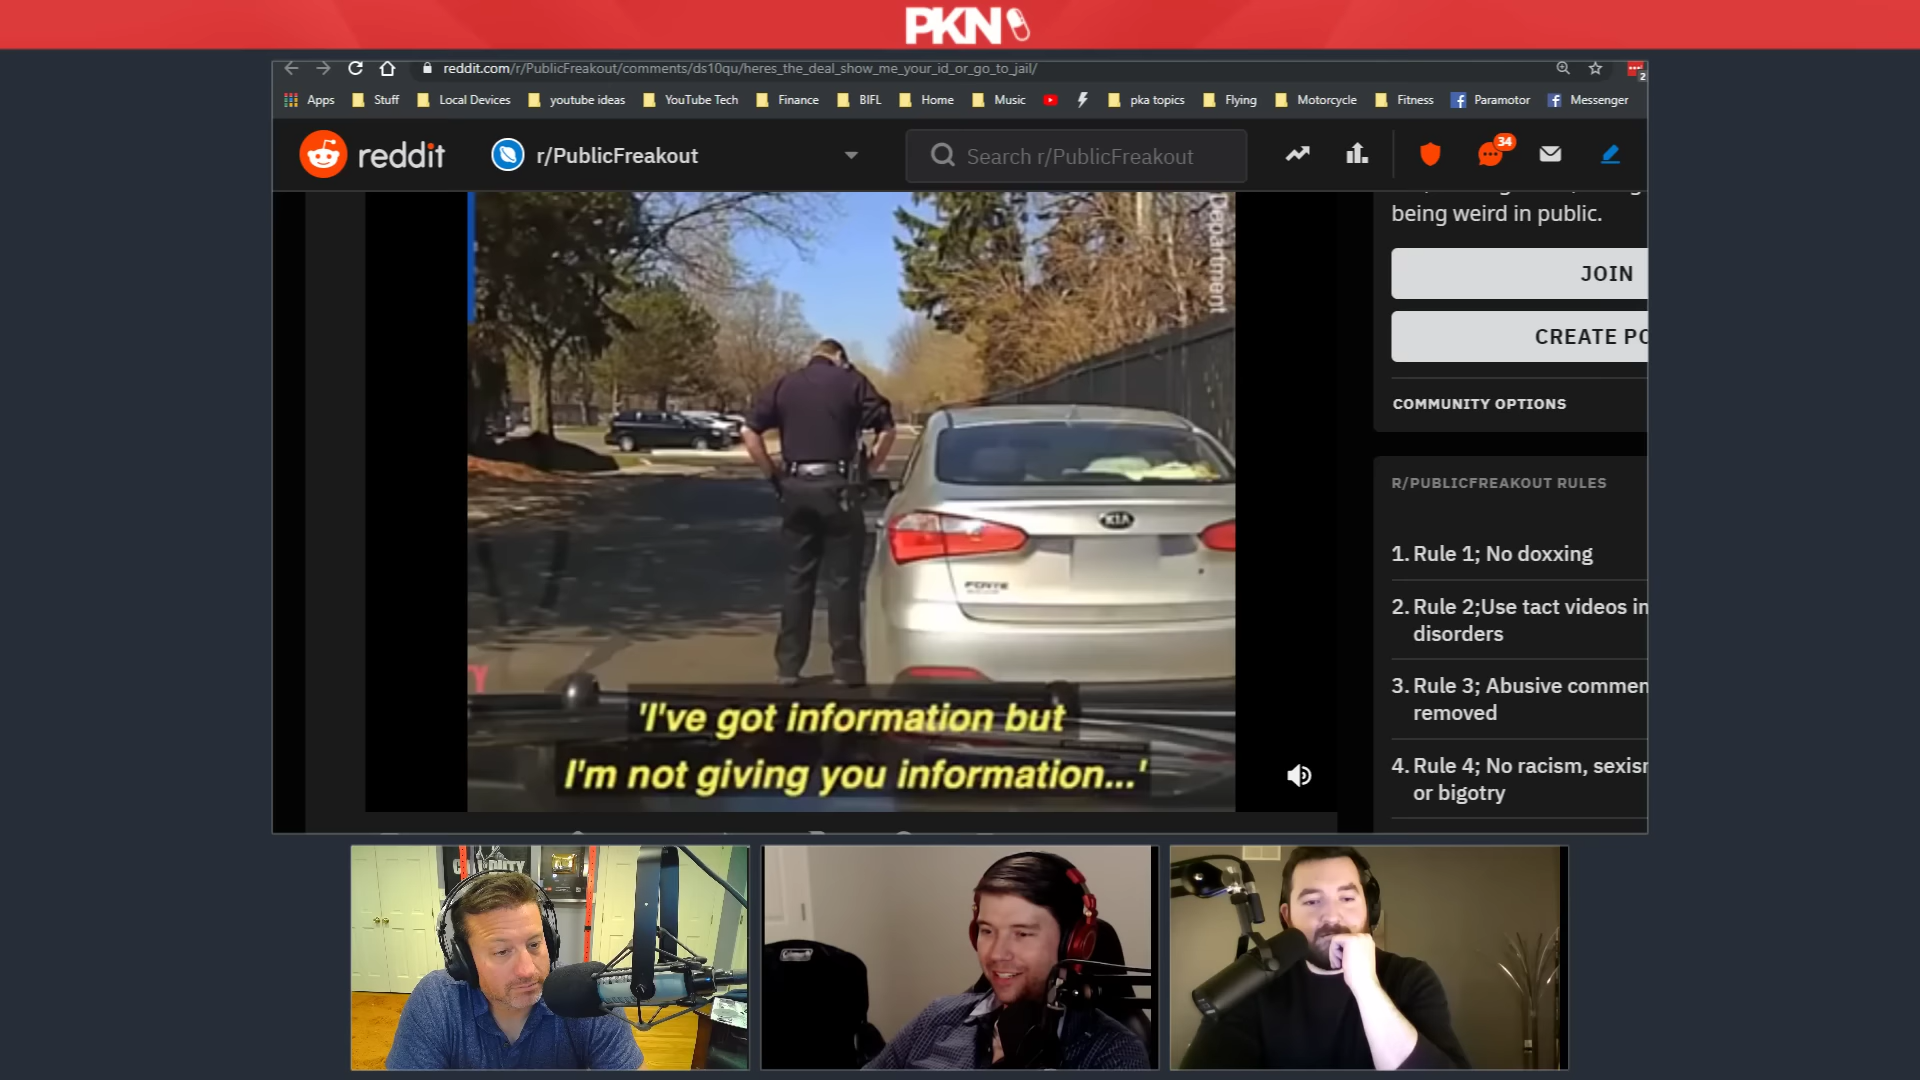 PKN
reddit.com/r/PublicFreakout/comments/ds10qu/heres_the_deal_show_me_your_id_or_go_to_jail/
2
Apps Stuff Local Devices youtube ideas YouTube Tech Finance BIFL Home Music pka topics Flying Motorcycle Fitness Paramotor Messenger
reddit r/PublicFreakout Search r/PublicFreakout 34
Department
being weird in public.
JOIN
CREATE PO
COMMUNITY OPTIONS
R/PUBLICFREAKOUT RULES
1. Rule 1; No doxxing
2. Rule 2;Use tact videos in
disorders
3. Rule 3; Abusive commen
removed
4. Rule 4; No racism, sexisr
or bigotry
KIA
FORTE
'I've got information but
I'm not giving you information...'
CALL OF DUTY